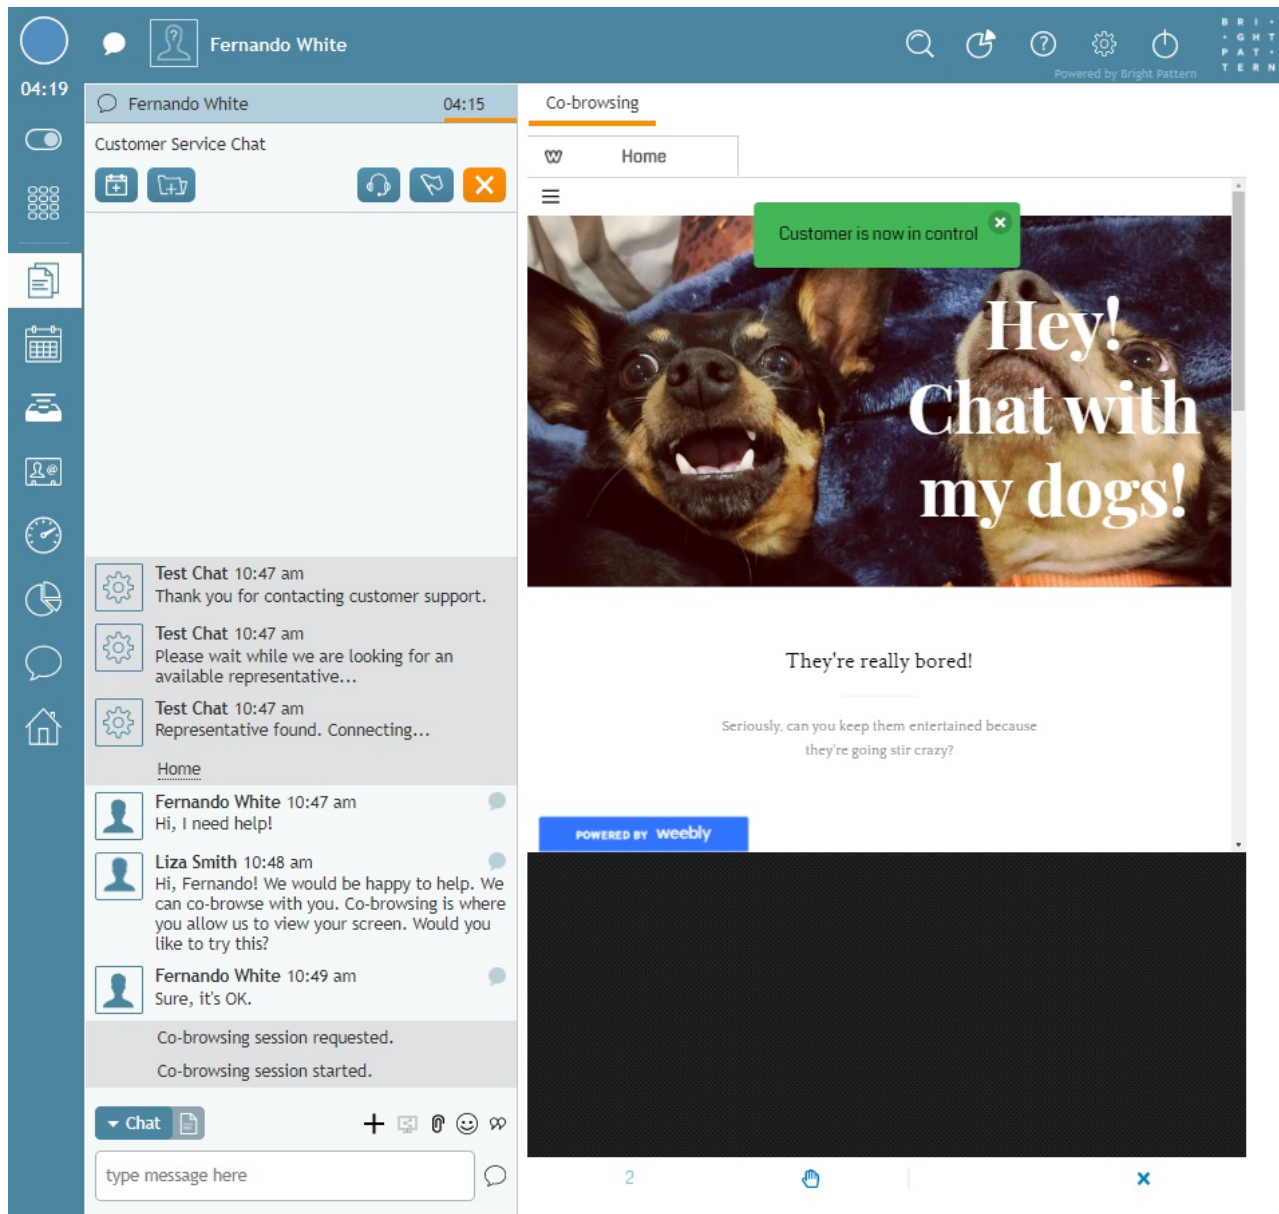 Fernando White
BRI·
·GHT
PAT·
TERN
Powered by Bright Pattern
04:19
Fernando White 04:15
Customer Service Chat
Test Chat 10:47 am
Thank you for contacting customer support.
Test Chat 10:47 am
Please wait while we are looking for an
available representative...
Test Chat 10:47 am
Representative found. Connecting...
Home
Fernando White 10:47 am
Hi, I need help!
Liza Smith 10:48 am
Hi, Fernando! We would be happy to help. We
can co-browse with you. Co-browsing is where
you allow us to view your screen. Would you
like to try this?
Fernando White 10:49 am
Sure, it's OK.
Co-browsing session requested.
Co-browsing session started.
Chat
type message here
Co-browsing
Home
Customer is now in control
Hey!
Chat with
my dogs!
They're really bored!
Seriously, can you keep them entertained because
they're going stir crazy?
POWERED BY weebly
2